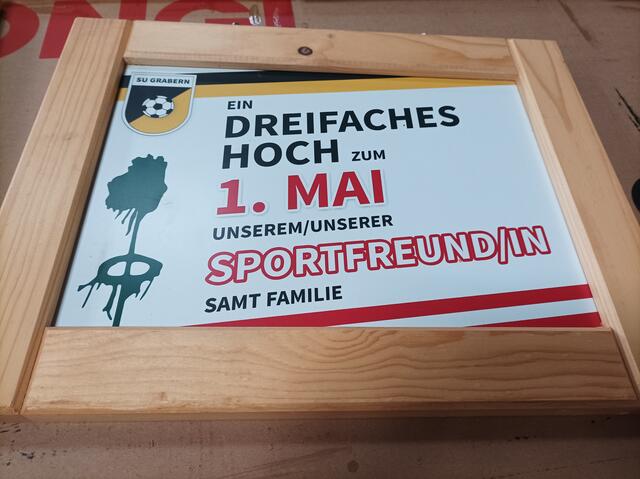 SU GRABERN
EIN
DREIFACHES
HOCH ZUM
1. MAI
UNSEREM/UNSERER
SPORTFREUND/IN
SAMT FAMILIE